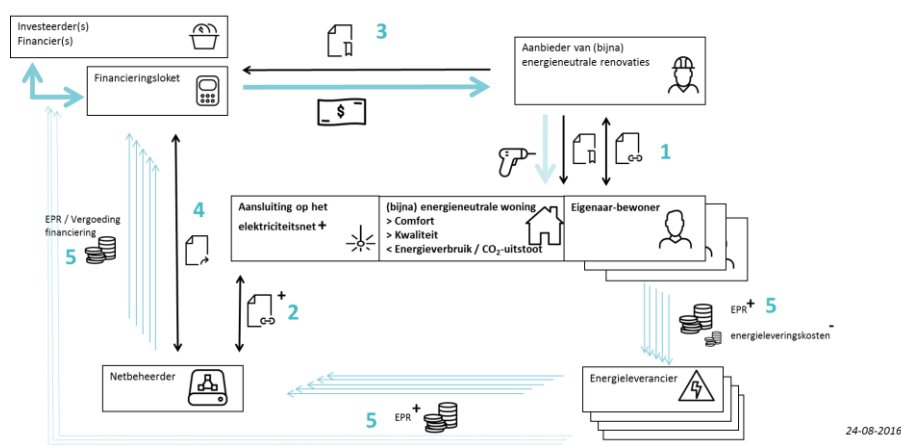 Investeerder(s)
Financier(s)
3
Aanbieder van (bijna)
energieneutrale renovaties
Financieringsloket
$
1
4
Aansluiting op het
elektriciteitsnet +
(bijna) energieneutrale woning
> Comfort
> Kwaliteit
< Energieverbruik / CO₂-uitstoot
Eigenaar-bewoner
EPR / Vergoeding
financiering
5
+
2
EPR + 5
energieleveringskosten -
Netbeheerder
Energieleverancier
5 EPR +
24-08-2016